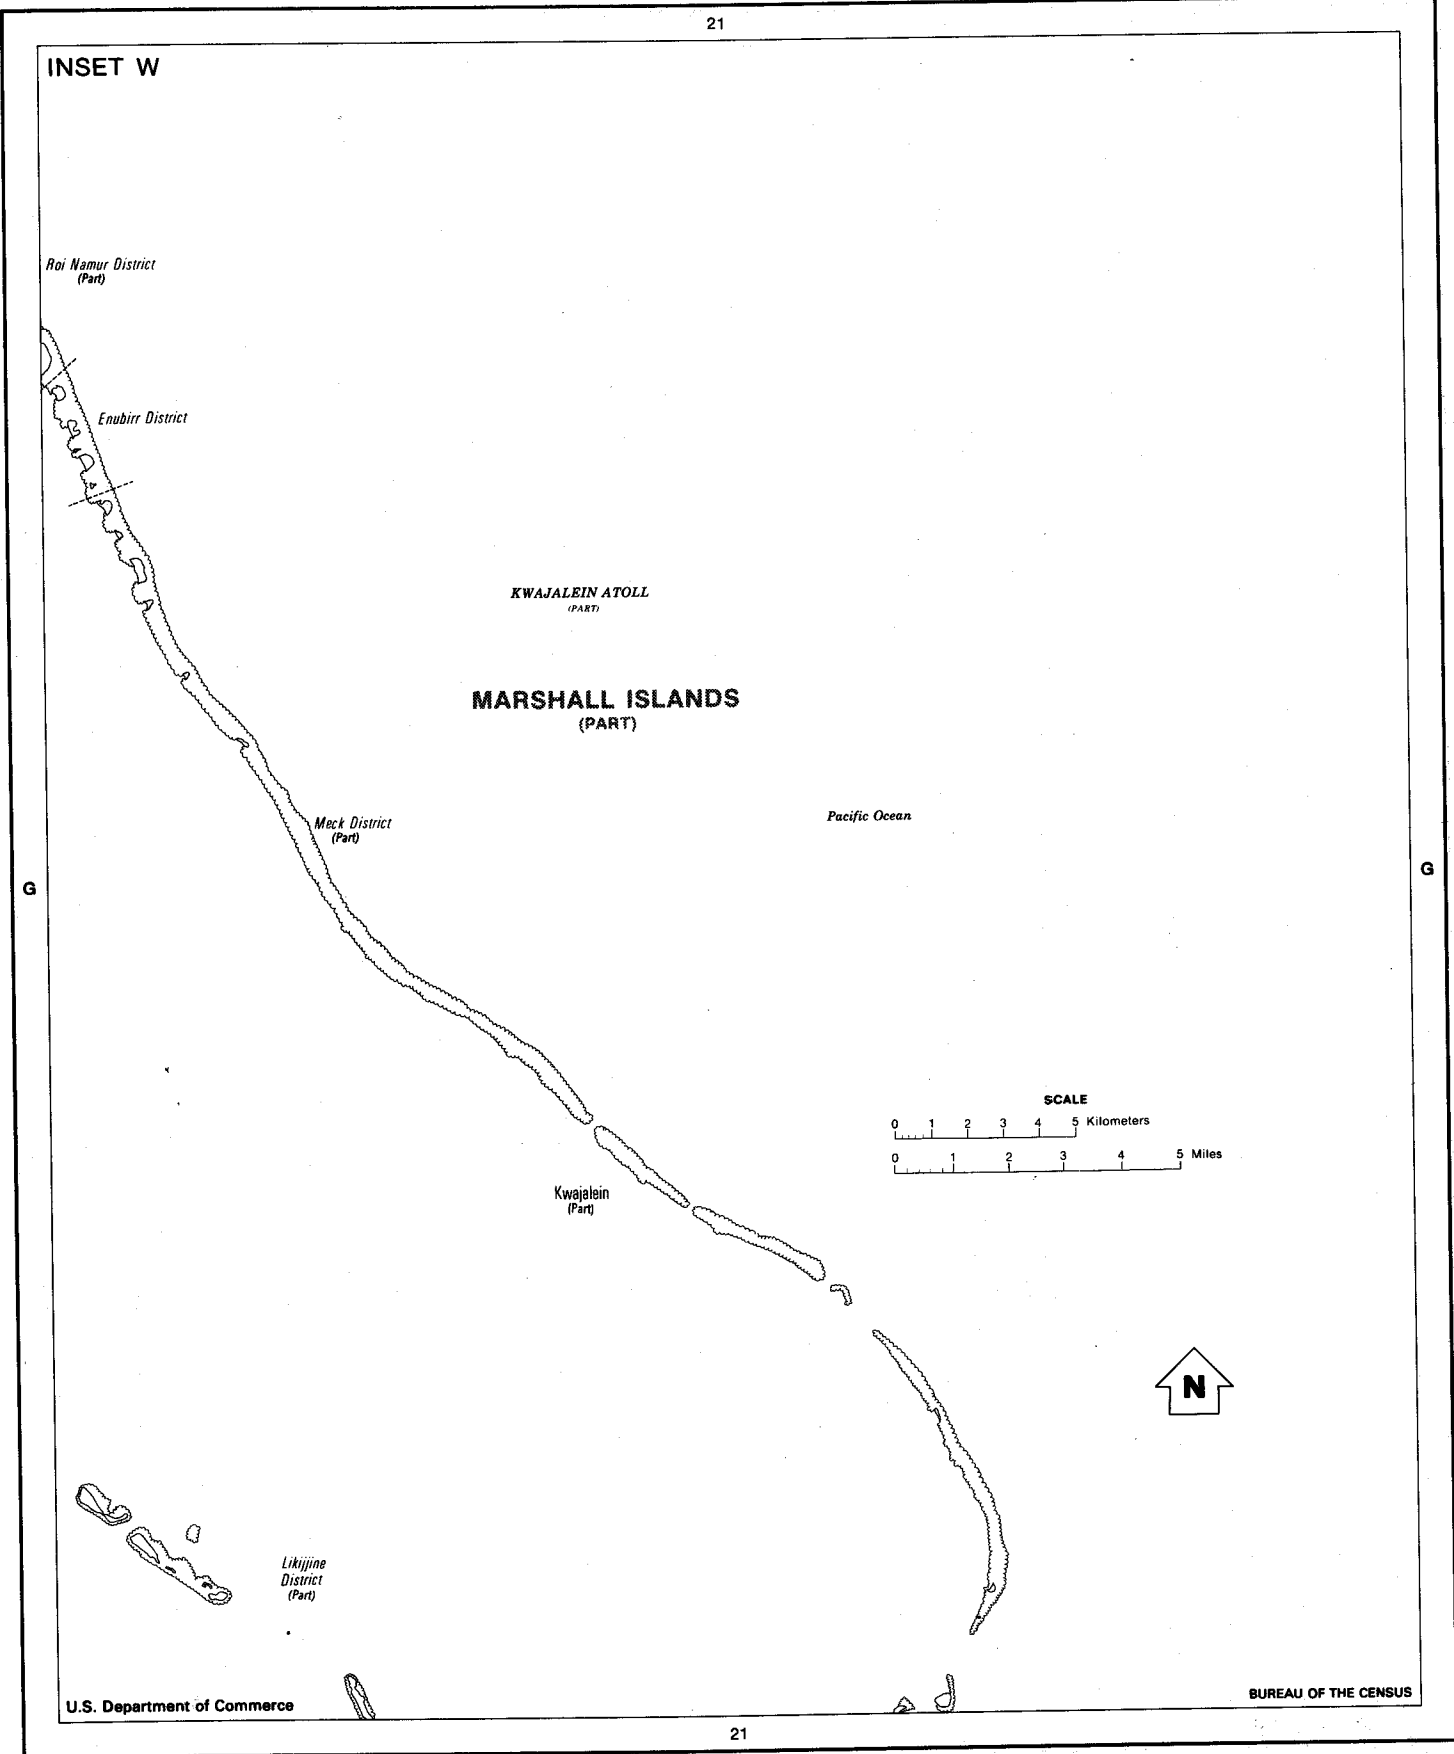 21
INSET W
Roi Namur District
(Part)
Enubirr District
KWAJALEIN ATOLL
(PART)
MARSHALL ISLANDS
(PART)
Pacific Ocean
Meck District
(Part)
G
G
SCALE
0 1 2 3 4 5 Kilometers
0 1 2 3 4 5 Miles
Kwajalein
(Part)
N
Likijjine
District
(Part)
U.S. Department of Commerce
BUREAU OF THE CENSUS
21